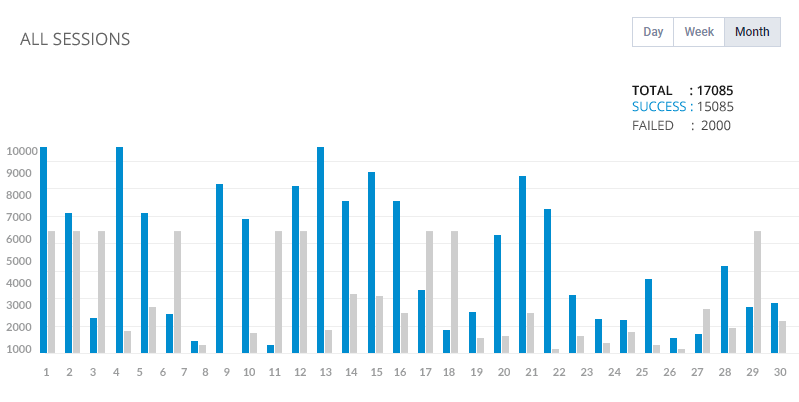 ALL SESSIONS
Day Week Month
TOTAL : 17085
SUCCESS : 15085
FAILED : 2000
10000
9000
8000
7000
6000
5000
4000
3000
2000
1000
1 2 3 4 5 6 7 8 9 10 11 12 13 14 15 16 17 18 19 20 21 22 23 24 25 26 27 28 29 30